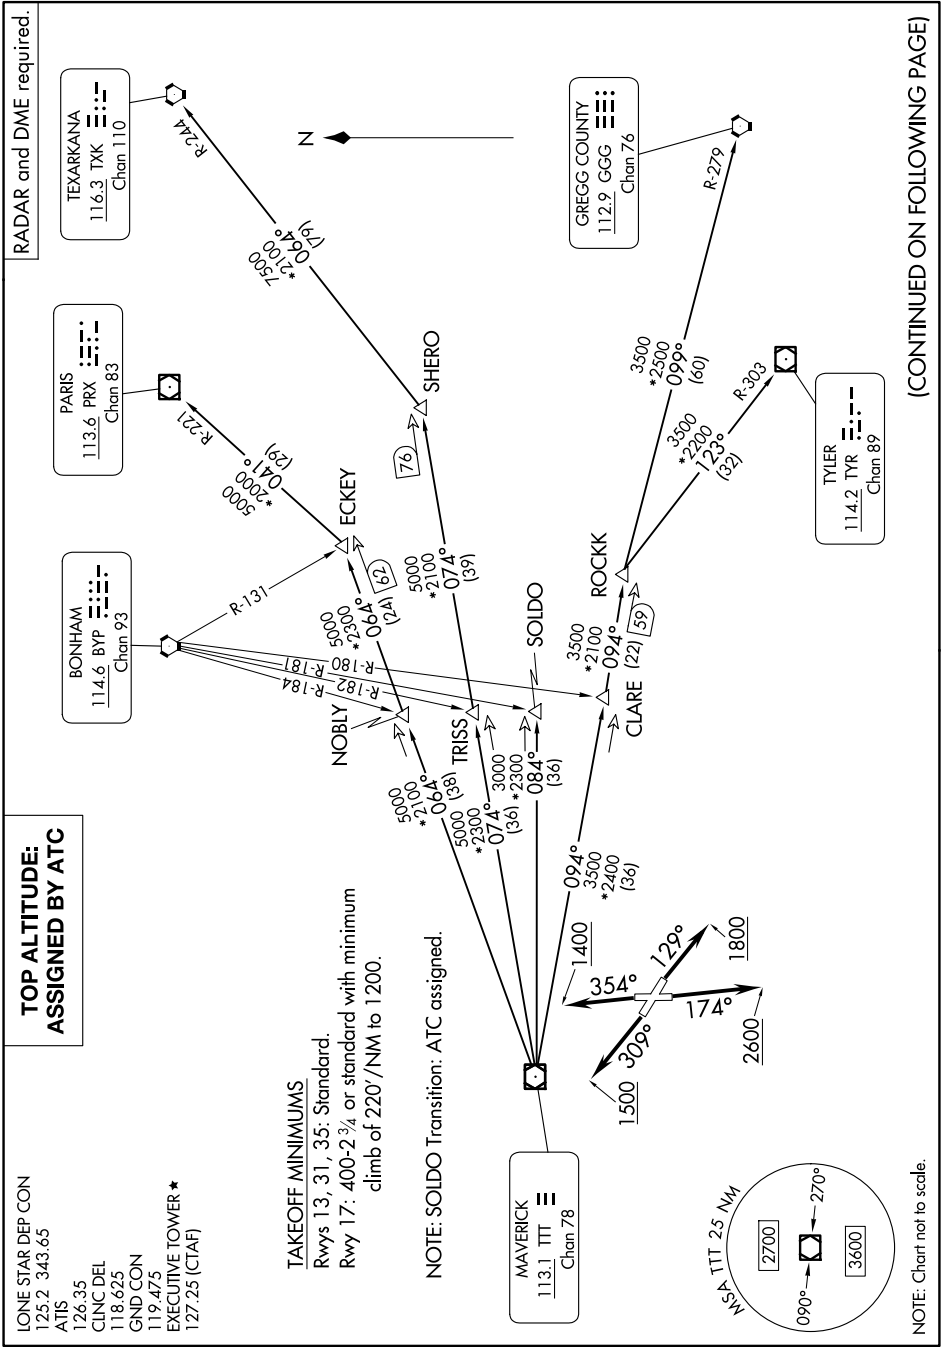 RADAR and DME required.
TOP ALTITUDE:
ASSIGNED BY ATC
LONE STAR DEP CON
125.2 343.65
ATIS
126.35
CLNC DEL
118.625
GND CON
119.475
EXECUTIVE TOWER ★
127.25 (CTAF)
TAKEOFF MINIMUMS
Rwys 13, 31, 35: Standard.
Rwy 17: 400-2 ¾ or standard with minimum
climb of 220'/NM to 1200.
NOTE: SOLDO Transition: ATC assigned.
BONHAM
114.6 BYP
Chan 93
PARIS
113.6 PRX
Chan 83
TEXARKANA
116.3 TXK
Chan 110
N
GREGG COUNTY
112.9 GGG
Chan 76
TYLER
114.2 TYR
Chan 89
MAVERICK
113.1 TTT
Chan 78
R-131
R-184
R-181
R-182
R-180
R-221
R-244
R-279
R-303
NOBLY
5000
*2100
064°
(38)
ECKEY
5000
*2300
064°
(24)
62
5000
*2000
041°
(29)
TRISS
5000
*2300
074°
(36)
SHERO
5000
*2100
074°
(39)
76
7500
*2100
064°
(79)
SOLDO
3000
*2300
084°
(36)
CLARE
094°
3500
*2400
(36)
ROCKK
3500
*2100
094°
(22)
59
3500
*2500
099°
(60)
3500
*2200
123°
(32)
1400
354°
129°
1800
309°
1500
174°
2600
MSA TTT 25 NM
2700
090°
270°
3600
NOTE: Chart not to scale.
(CONTINUED ON FOLLOWING PAGE)